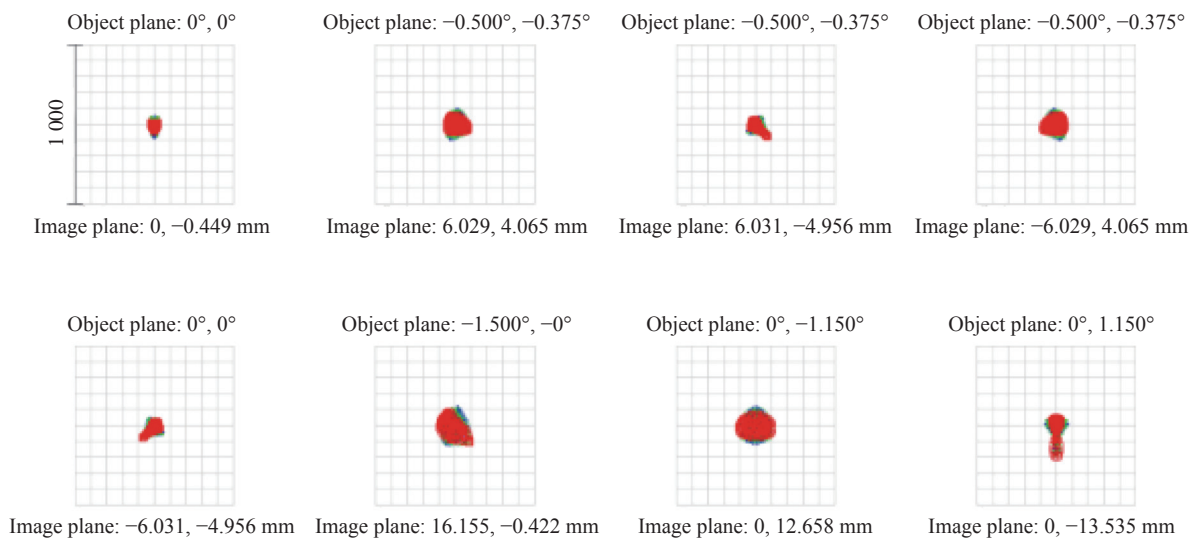 Object plane: 0°, 0°
Object plane: −0.500°, −0.375°
Object plane: −0.500°, −0.375°
Object plane: −0.500°, −0.375°
1 000
Image plane: 0, −0.449 mm
Image plane: 6.029, 4.065 mm
Image plane: 6.031, −4.956 mm
Image plane: −6.029, 4.065 mm
Object plane: 0°, 0°
Object plane: −1.500°, −0°
Object plane: 0°, −1.150°
Object plane: 0°, 1.150°
Image plane: −6.031, −4.956 mm
Image plane: 16.155, −0.422 mm
Image plane: 0, 12.658 mm
Image plane: 0, −13.535 mm